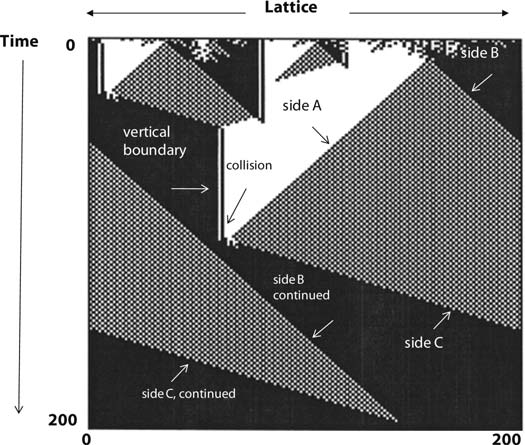 Lattice
Time
0
side B
side A
vertical
boundary
collision
side B
continued
side C
side C, continued
200
0
200